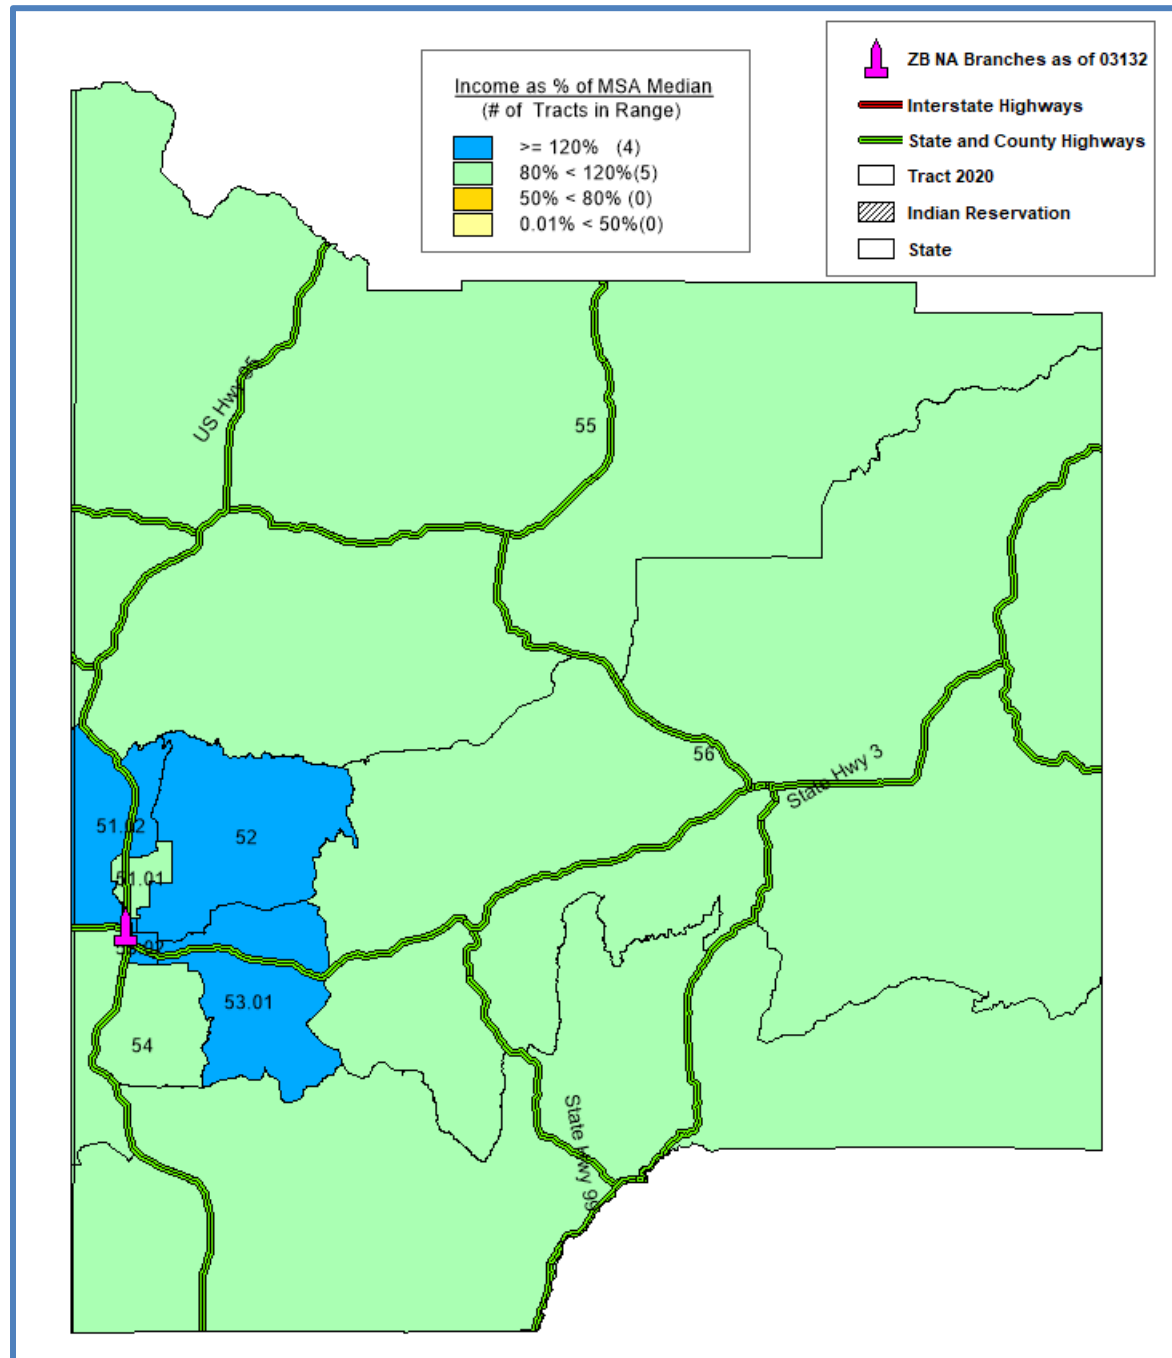 Income as % of MSA Median
(# of Tracts in Range)
>= 120% (4)
80% < 120%(5)
50% < 80% (0)
0.01% < 50%(0)
ZB NA Branches as of 03132
Interstate Highways
State and County Highways
Tract 2020
Indian Reservation
State
US Hwy 95
55
56
State Hwy 3
51.02
52
51.01
53.01
54
State Hwy 99